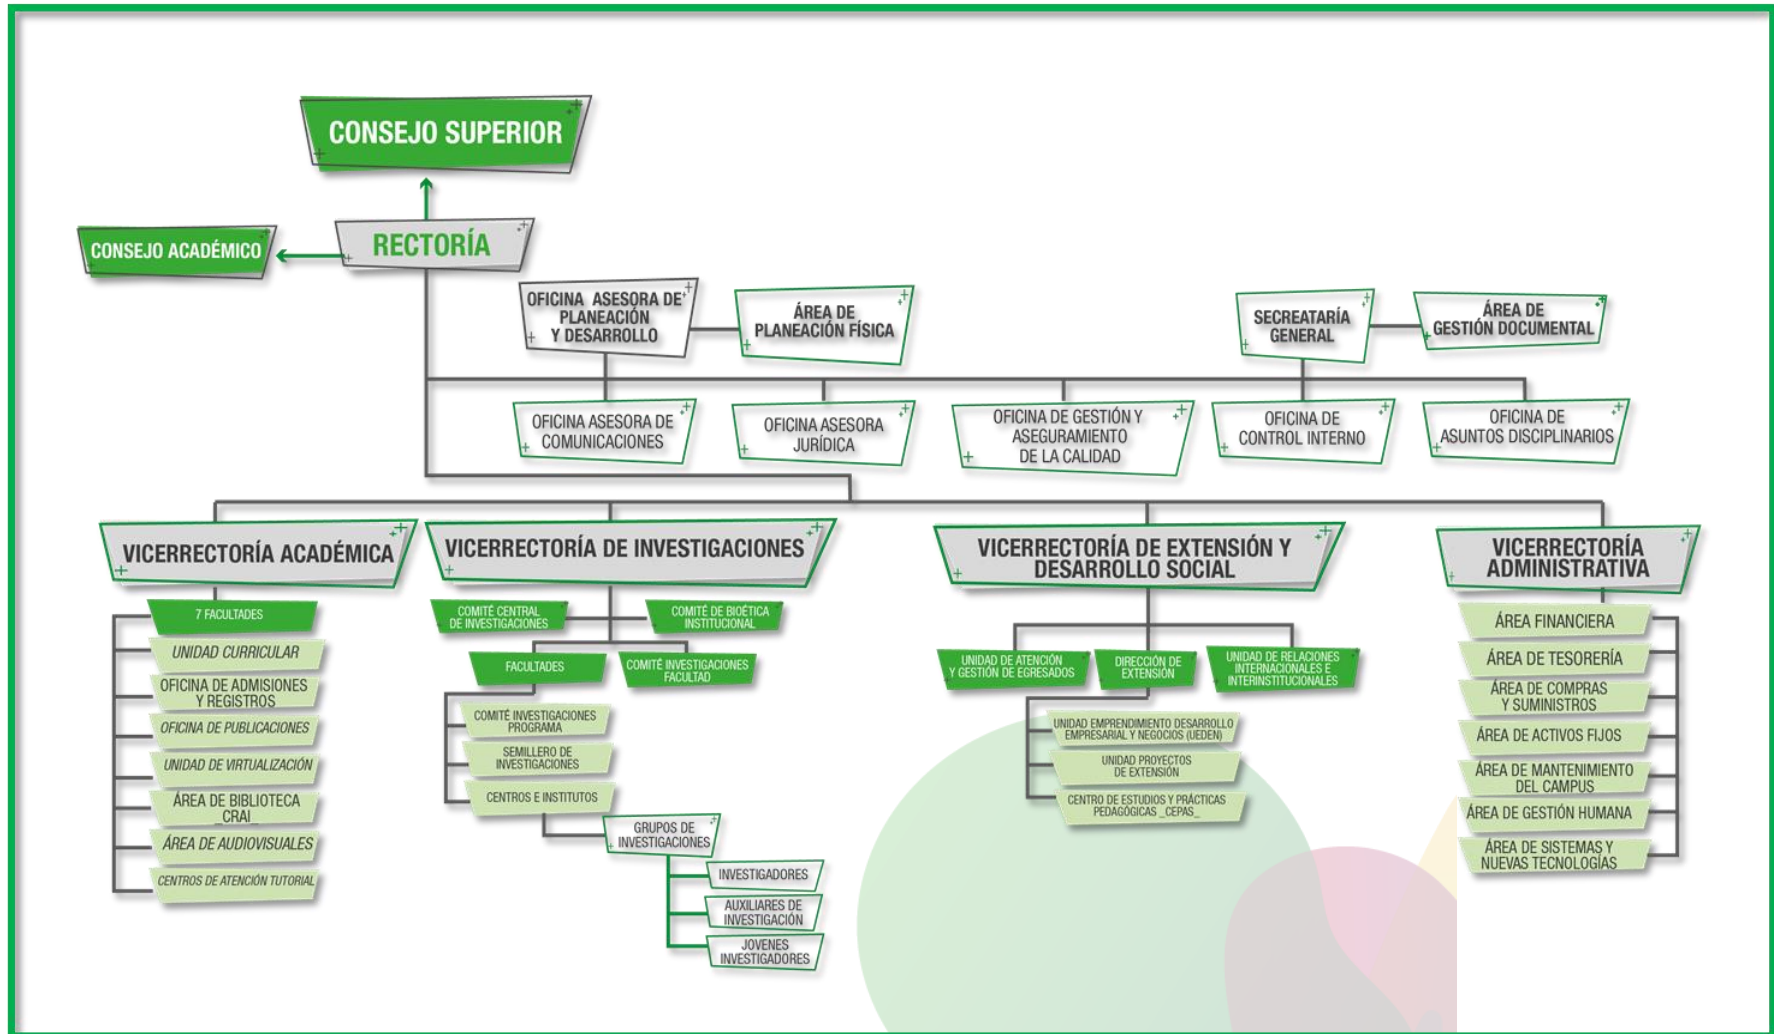 CONSEJO SUPERIOR
CONSEJO ACADÉMICO
RECTORÍA
OFICINA ASESORA DE
PLANEACIÓN
Y DESARROLLO
ÁREA DE
PLANEACIÓN FÍSICA
SECREATARÍA
GENERAL
ÁREA DE
GESTIÓN DOCUMENTAL
OFICINA ASESORA DE
COMUNICACIONES
OFICINA ASESORA
JURÍDICA
OFICINA DE GESTIÓN Y
ASEGURAMIENTO
DE LA CALIDAD
OFICINA DE
CONTROL INTERNO
OFICINA DE
ASUNTOS DISCIPLINARIOS
VICERRECTORÍA ACADÉMICA
7 FACULTADES
UNIDAD CURRICULAR
OFICINA DE ADMISIONES
Y REGISTROS
OFICINA DE PUBLICACIONES
UNIDAD DE VIRTUALIZACIÓN
ÁREA DE BIBLIOTECA
_CRAI_
ÁREA DE AUDIOVISUALES
CENTROS DE ATENCIÓN TUTORIAL
VICERRECTORÍA DE INVESTIGACIONES
COMITÉ CENTRAL
DE INVESTIGACIONES
COMITÉ DE BIOÉTICA
INSTITUCIONAL
FACULTADES
COMITÉ INVESTIGACIONES
FACULTAD
COMITÉ INVESTIGACIONES
PROGRAMA
SEMILLERO DE
INVESTIGACIONES
CENTROS E INSTITUTOS
GRUPOS DE
INVESTIGACIONES
INVESTIGADORES
AUXILIARES DE
INVESTIGACIÓN
JOVENES
INVESTIGADORES
VICERRECTORÍA DE EXTENSIÓN Y
DESARROLLO SOCIAL
UNIDAD DE ATENCIÓN
Y GESTIÓN DE EGRESADOS
DIRECCIÓN DE
EXTENSIÓN
UNIDAD DE RELACIONES
INTERNACIONALES E
INTERINSTITUCIONALES
UNIDAD EMPRENDIMIENTO DESARROLLO
EMPRESARIAL Y NEGOCIOS (UEDEN)
UNIDAD PROYECTOS
DE EXTENSIÓN
CENTRO DE ESTUDIOS Y PRÁCTICAS
PEDAGÓGICAS _CEPAS_
VICERRECTORÍA
ADMINISTRATIVA
ÁREA FINANCIERA
ÁREA DE TESORERÍA
ÁREA DE COMPRAS
Y SUMINISTROS
ÁREA DE ACTIVOS FIJOS
ÁREA DE MANTENIMIENTO
DEL CAMPUS
ÁREA DE GESTIÓN HUMANA
ÁREA DE SISTEMAS Y
NUEVAS TECNOLOGÍAS